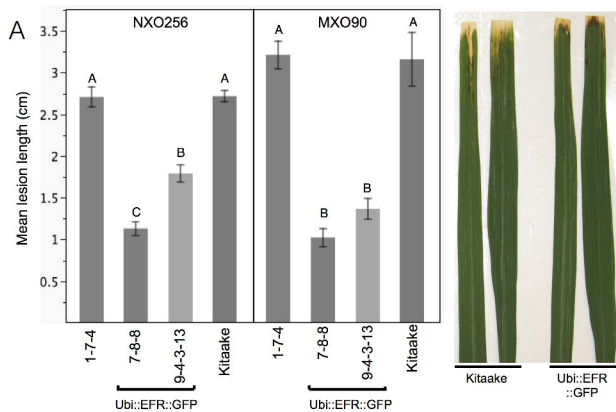 A
NXO256
MXO90
Mean lesion length (cm)
3.5
3
2.5
2
1.5
1
0.5
A
C
B
A
A
B
B
A
1-7-4
7-8-8
9-4-3-13
Kitaake
1-7-4
7-8-8
9-4-3-13
Kitaake
Ubi::EFR::GFP
Ubi::EFR::GFP
Kitaake
Ubi::EFR
::GFP